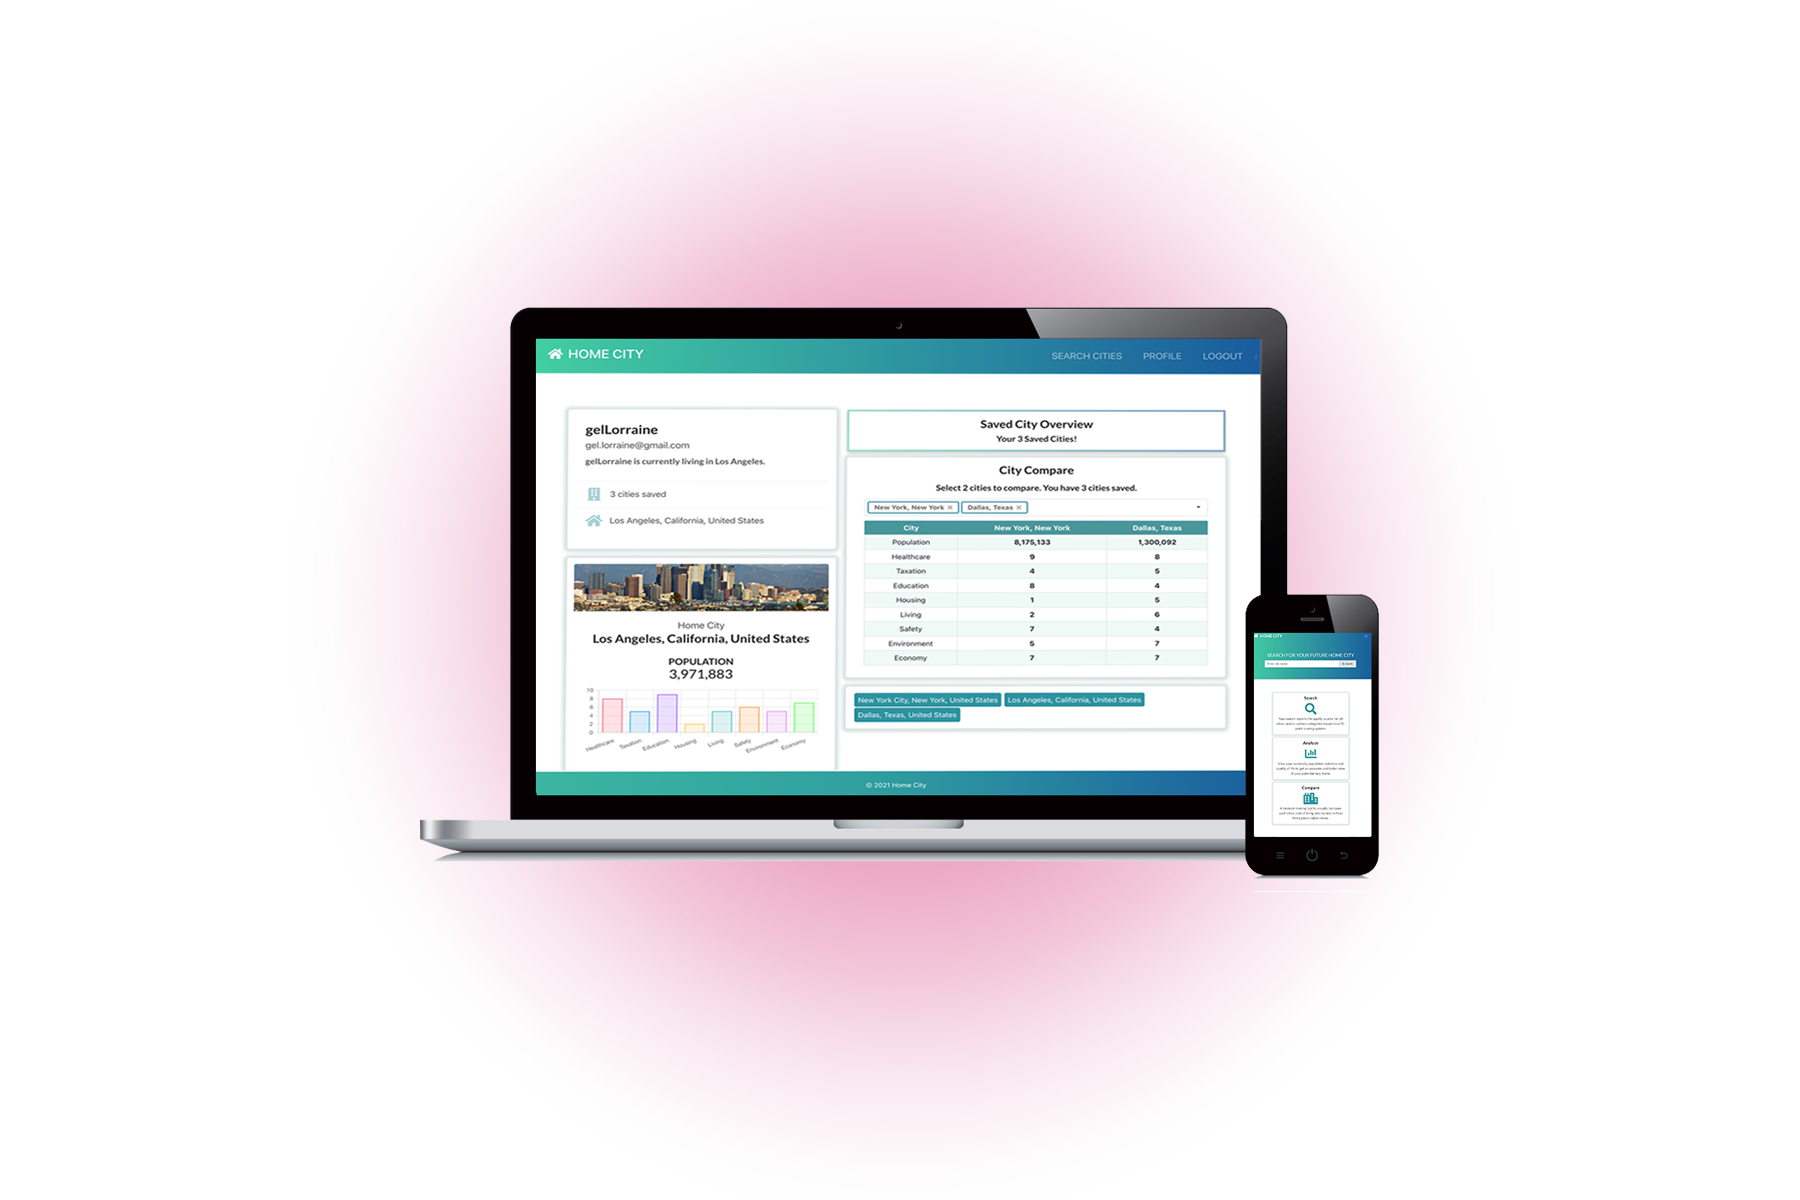 HOME CITY
SEARCH CITIES PROFILE LOGOUT
gelLorraine
gel.lorraine@gmail.com
gelLorraine is currently living in Los Angeles.
3 cities saved
Los Angeles, California, United States
Home City
Los Angeles, California, United States
POPULATION
3,971,883
10
8
6
4
2
0
Healthcare Taxation Education Housing Living Safety Environment Economy
Saved City Overview
Your 3 Saved Cities!
City Compare
Select 2 cities to compare. You have 3 cities saved.
New York, New York × Dallas, Texas ×
City New York, New York Dallas, Texas
Population 8,175,133 1,300,092
Healthcare 9 8
Taxation 4 5
Education 8 4
Housing 1 5
Living 2 6
Safety 7 4
Environment 5 7
Economy 7 7
New York City, New York, United States Los Angeles, California, United States
Dallas, Texas, United States
© 2021 Home City
HOME CITY
SEARCH FOR YOUR FUTURE HOME CITY
Search
Analyze
Compare